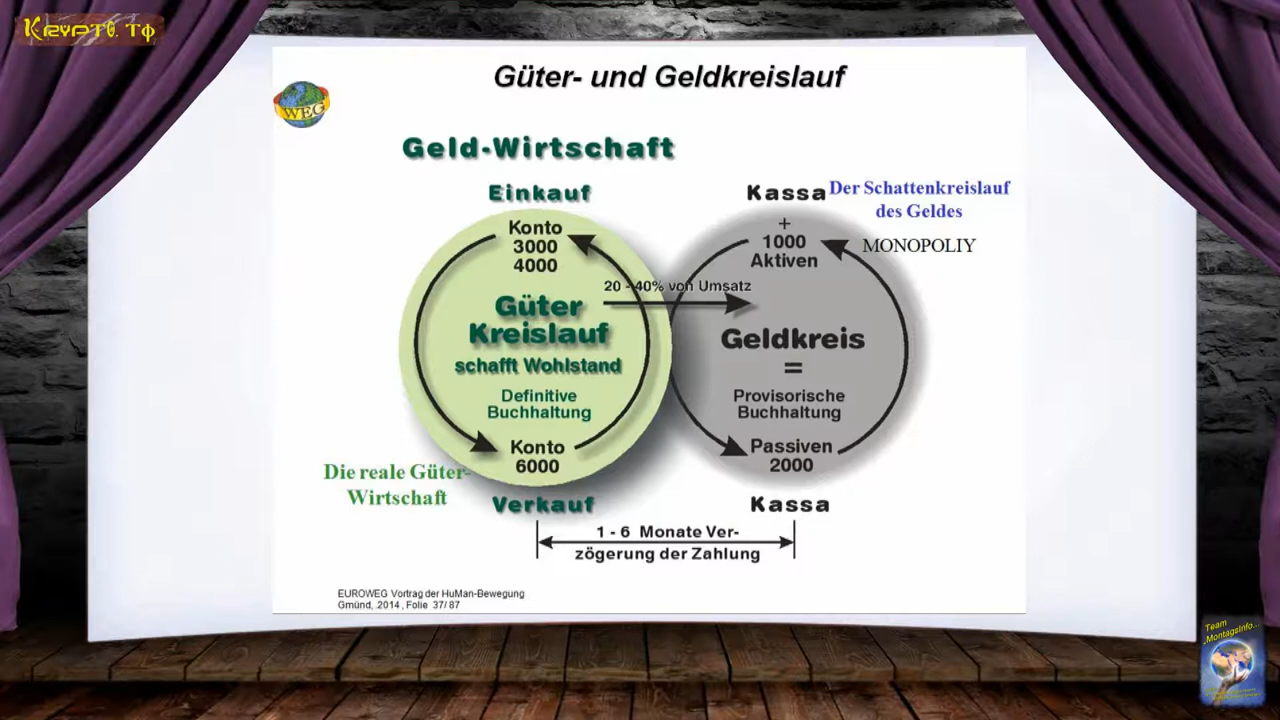 KRYPTO.TΦ
Güter- und Geldkreislauf
WEG
Geld-Wirtschaft
Einkauf
Kassa
Der Schattenkreislauf
des Geldes
Konto
3000
4000
+
1000
Aktiven
MONOPOLIY
20 - 40% von Umsatz
Güter
Kreislauf
schafft Wohlstand
Geldkreis
=
Definitive
Buchhaltung
Provisorische
Buchhaltung
Konto
6000
Passiven
2000
Die reale Güter-
Wirtschaft
Verkauf
Kassa
1 - 6 Monate Ver-
zögerung der Zahlung
EUROWEG Vortrag der HuMan-Bewegung
Gmünd, .2014 , Folie 37/ 87
Team
„MontagsInfo...